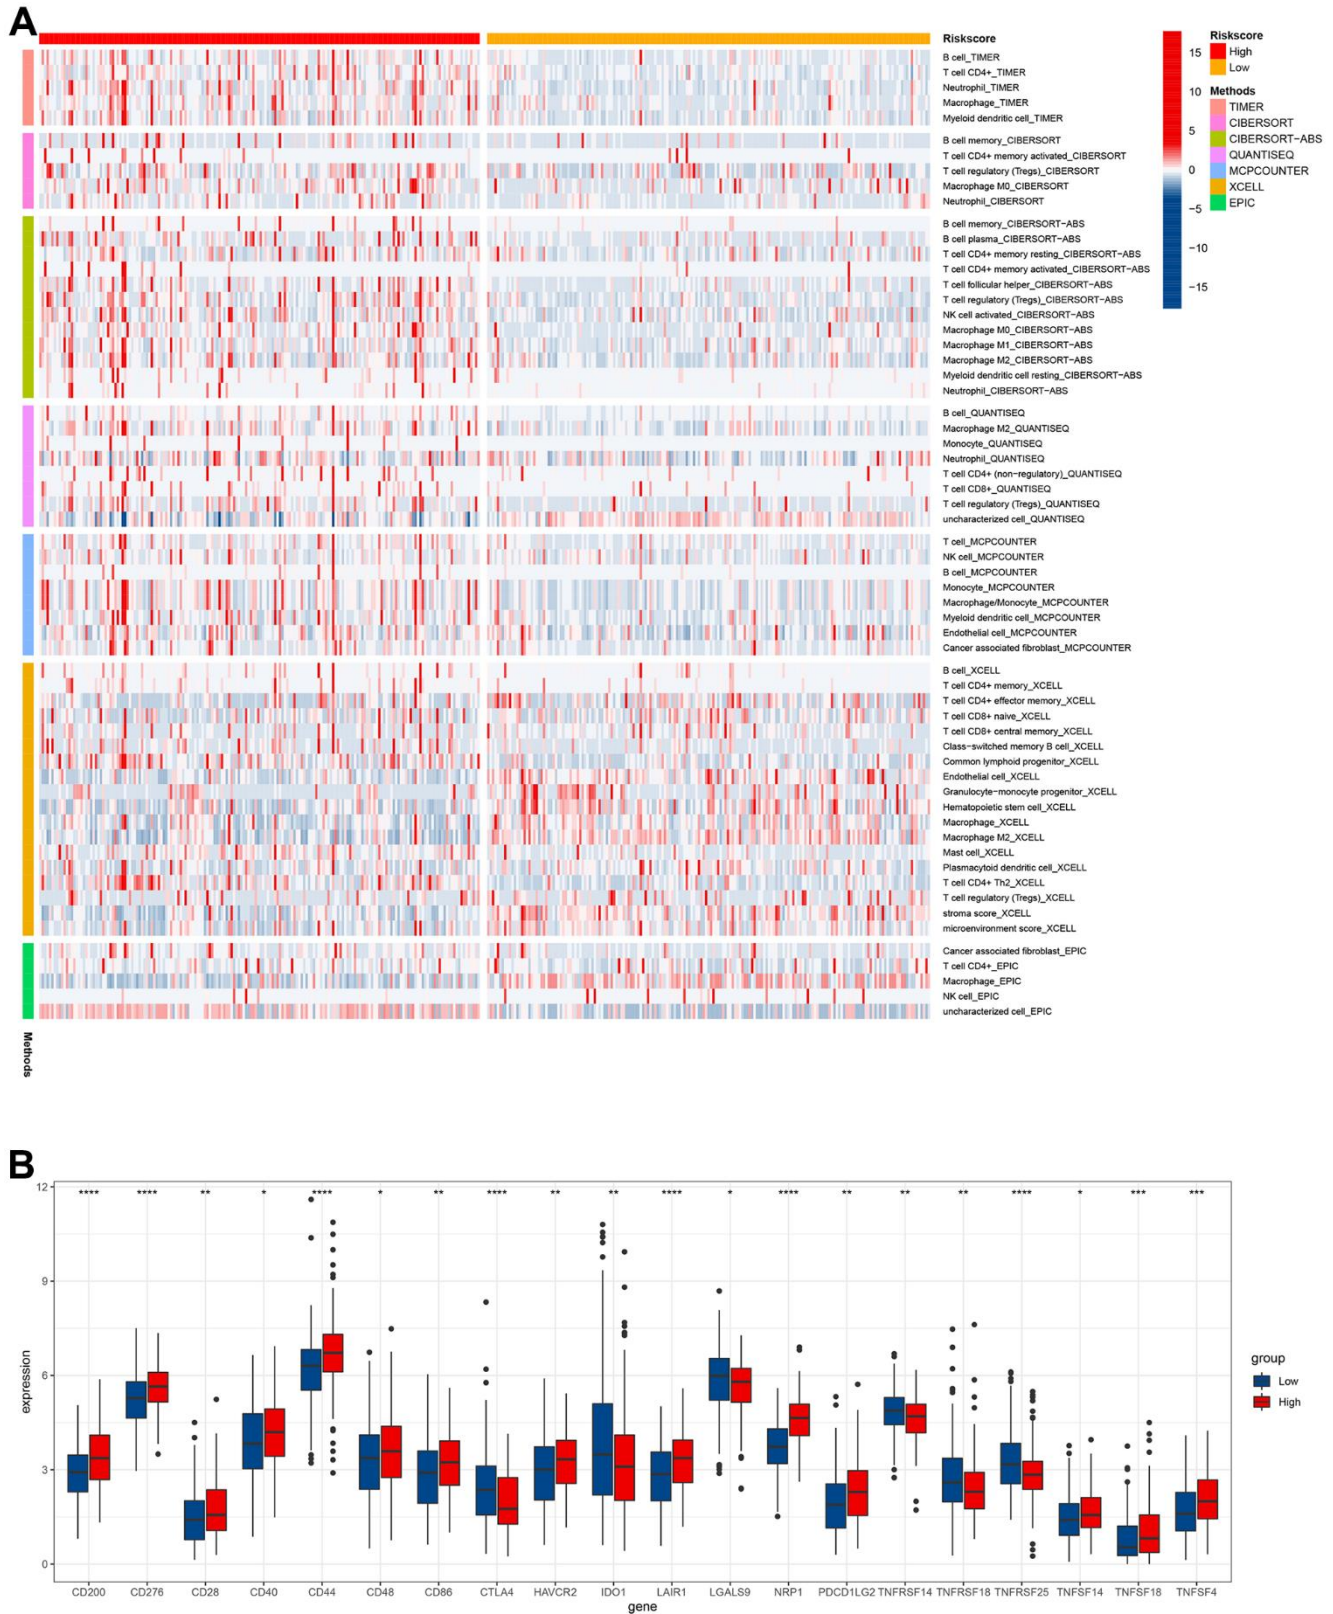 A
Riskscore
B cell_TIMER
T cell CD4+_TIMER
Neutrophil_TIMER
Macrophage_TIMER
Myeloid dendritic cell_TIMER
B cell memory_CIBERSORT
T cell CD4+ memory activated_CIBERSORT
T cell regulatory (Tregs)_CIBERSORT
Macrophage M0_CIBERSORT
Neutrophil_CIBERSORT
B cell memory_CIBERSORT−ABS
B cell plasma_CIBERSORT−ABS
T cell CD4+ memory resting_CIBERSORT−ABS
T cell CD4+ memory activated_CIBERSORT−ABS
T cell follicular helper_CIBERSORT−ABS
T cell regulatory (Tregs)_CIBERSORT−ABS
NK cell activated_CIBERSORT−ABS
Macrophage M0_CIBERSORT−ABS
Macrophage M1_CIBERSORT−ABS
Macrophage M2_CIBERSORT−ABS
Myeloid dendritic cell resting_CIBERSORT−ABS
Neutrophil_CIBERSORT−ABS
B cell_QUANTISEQ
Macrophage M2_QUANTISEQ
Monocyte_QUANTISEQ
Neutrophil_QUANTISEQ
T cell CD4+ (non−regulatory)_QUANTISEQ
T cell CD8+_QUANTISEQ
T cell regulatory (Tregs)_QUANTISEQ
uncharacterized cell_QUANTISEQ
T cell_MCPCOUNTER
NK cell_MCPCOUNTER
B cell_MCPCOUNTER
Monocyte_MCPCOUNTER
Macrophage/Monocyte_MCPCOUNTER
Myeloid dendritic cell_MCPCOUNTER
Endothelial cell_MCPCOUNTER
Cancer associated fibroblast_MCPCOUNTER
B cell_XCELL
T cell CD4+ memory_XCELL
T cell CD4+ effector memory_XCELL
T cell CD8+ naive_XCELL
T cell CD8+ central memory_XCELL
Class−switched memory B cell_XCELL
Common lymphoid progenitor_XCELL
Endothelial cell_XCELL
Granulocyte−monocyte progenitor_XCELL
Hematopoietic stem cell_XCELL
Macrophage_XCELL
Macrophage M2_XCELL
Mast cell_XCELL
Plasmacytoid dendritic cell_XCELL
T cell CD4+ Th2_XCELL
T cell regulatory (Tregs)_XCELL
stroma score_XCELL
microenvironment score_XCELL
Cancer associated fibroblast_EPIC
T cell CD4+_EPIC
Macrophage_EPIC
NK cell_EPIC
uncharacterized cell_EPIC
15
10
5
0
−5
−10
−15
Riskscore
High
Low
Methods
TIMER
CIBERSORT
CIBERSORT−ABS
QUANTISEQ
MCPCOUNTER
XCELL
EPIC
Methods
B
**** **** ** * **** * ** **** ** ** **** * **** ** ** ** **** * *** ***
12
9
6
3
0
expression
CD200 CD276 CD28 CD40 CD44 CD48 CD86 CTLA4 HAVCR2 IDO1 LAIR1 LGALS9 NRP1 PDCD1LG2 TNFRSF14 TNFRSF18 TNFRSF25 TNFSF14 TNFSF18 TNFSF4
gene
group
Low
High